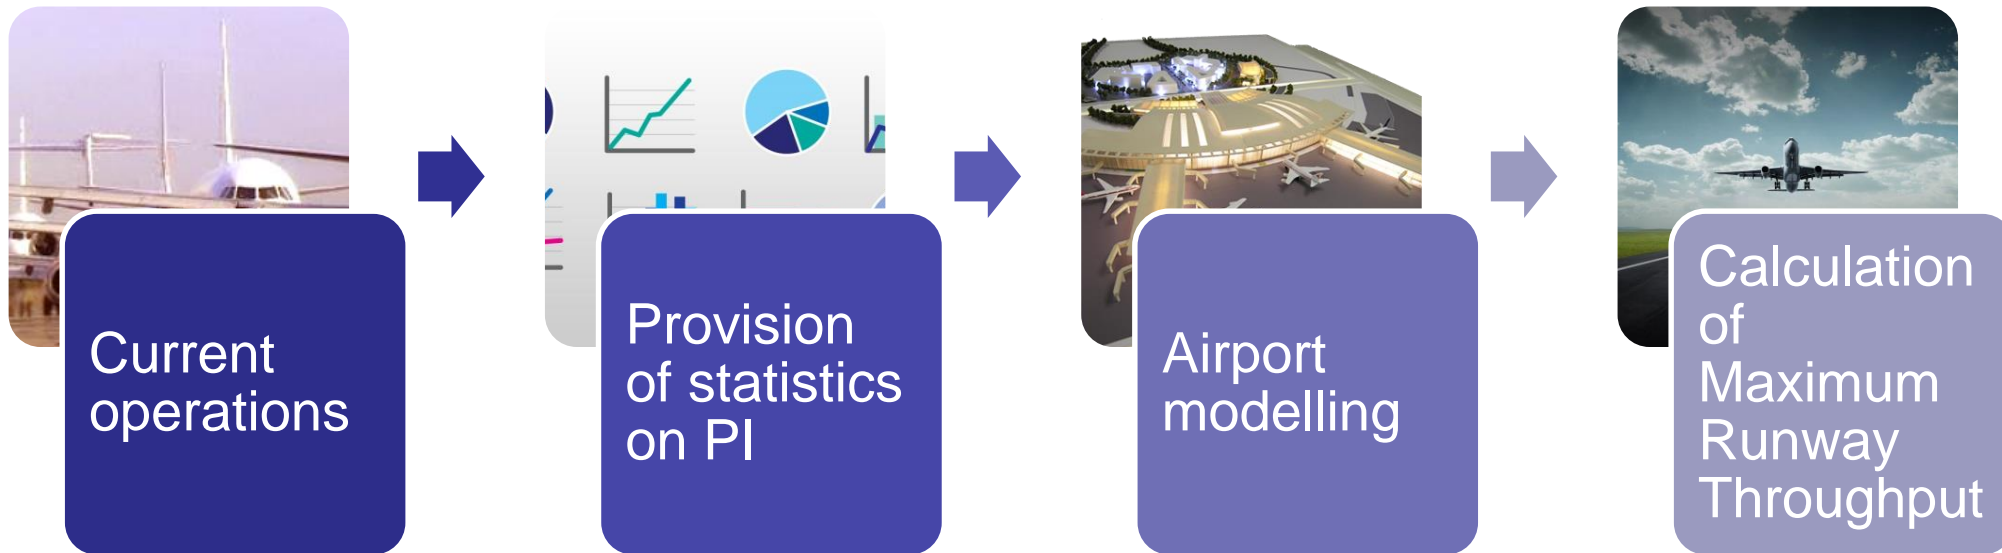 Current
operations
Provision
of statistics
on PI
Airport
modelling
Calculation
of
Maximum
Runway
Throughput